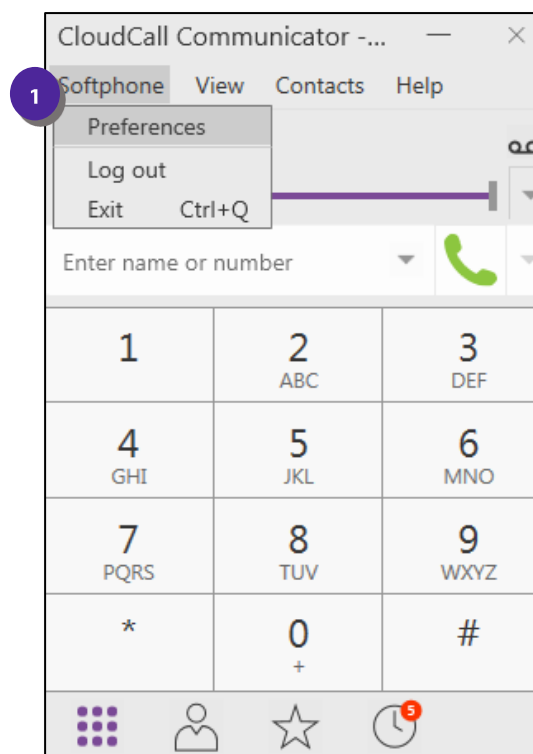 CloudCall Communicator -...
1
Softphone View Contacts Help
Preferences
Log out
Exit Ctrl+Q
Enter name or number
1 2 3
ABC DEF
4 5 6
GHI JKL MNO
7 8 9
PQRS TUV WXYZ
* 0 #
+
5